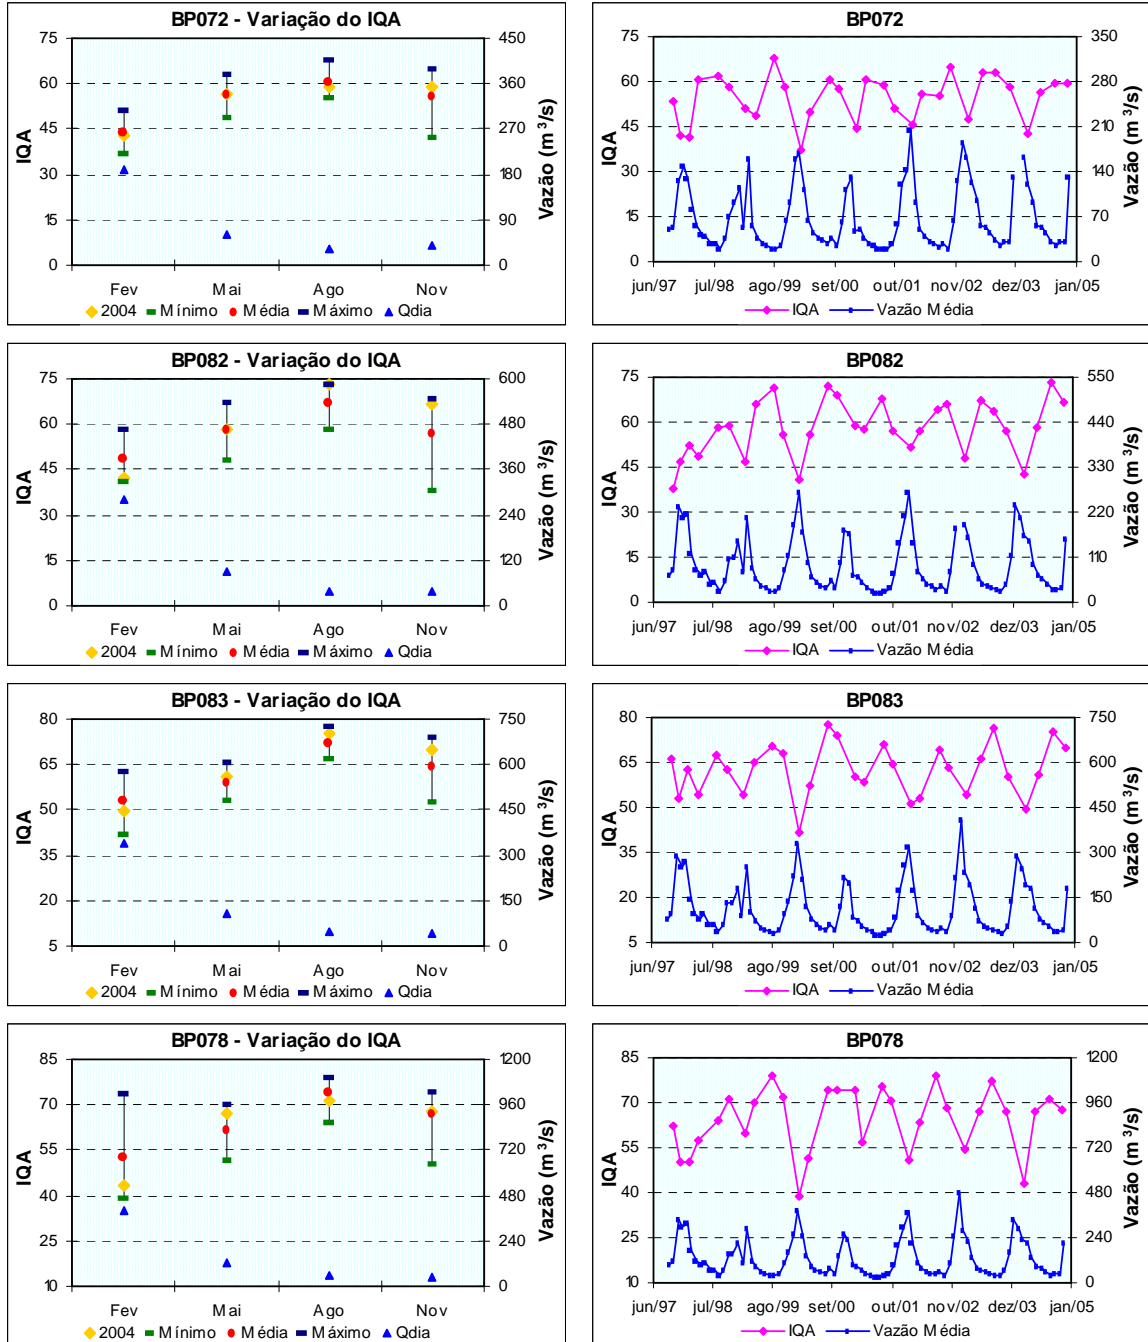 BP072 - Variação do IQA
75
60
45
30
15
0
450
360
270
180
90
0
IQA
Vazão (m³/s)
Fev Mai Ago Nov
2004 Mínimo Média Máximo Qdia
BP072
75
60
45
30
15
0
350
280
210
140
70
0
IQA
Vazão (m³/s)
jun/97 jul/98 ago/99 set/00 out/01 nov/02 dez/03 jan/05
IQA Vazão Média
BP082 - Variação do IQA
75
60
45
30
15
0
600
480
360
240
120
0
IQA
Vazão (m³/s)
Fev Mai Ago Nov
2004 Mínimo Média Máximo Qdia
BP082
75
60
45
30
15
0
550
440
330
220
110
0
IQA
Vazão (m³/s)
jun/97 jul/98 ago/99 set/00 out/01 nov/02 dez/03 jan/05
IQA Vazão Média
BP083 - Variação do IQA
80
65
50
35
20
5
750
600
450
300
150
0
IQA
Vazão (m³/s)
Fev Mai Ago Nov
2004 Mínimo Média Máximo Qdia
BP083
80
65
50
35
20
5
750
600
450
300
150
0
IQA
Vazão (m³/s)
jun/97 jul/98 ago/99 set/00 out/01 nov/02 dez/03 jan/05
IQA Vazão Média
BP078 - Variação do IQA
85
70
55
40
25
10
1200
960
720
480
240
0
IQA
Vazão (m³/s)
Fev Mai Ago Nov
2004 Mínimo Média Máximo Qdia
BP078
85
70
55
40
25
10
1200
960
720
480
240
0
IQA
Vazão (m³/s)
jun/97 jul/98 ago/99 set/00 out/01 nov/02 dez/03 jan/05
IQA Vazão Média